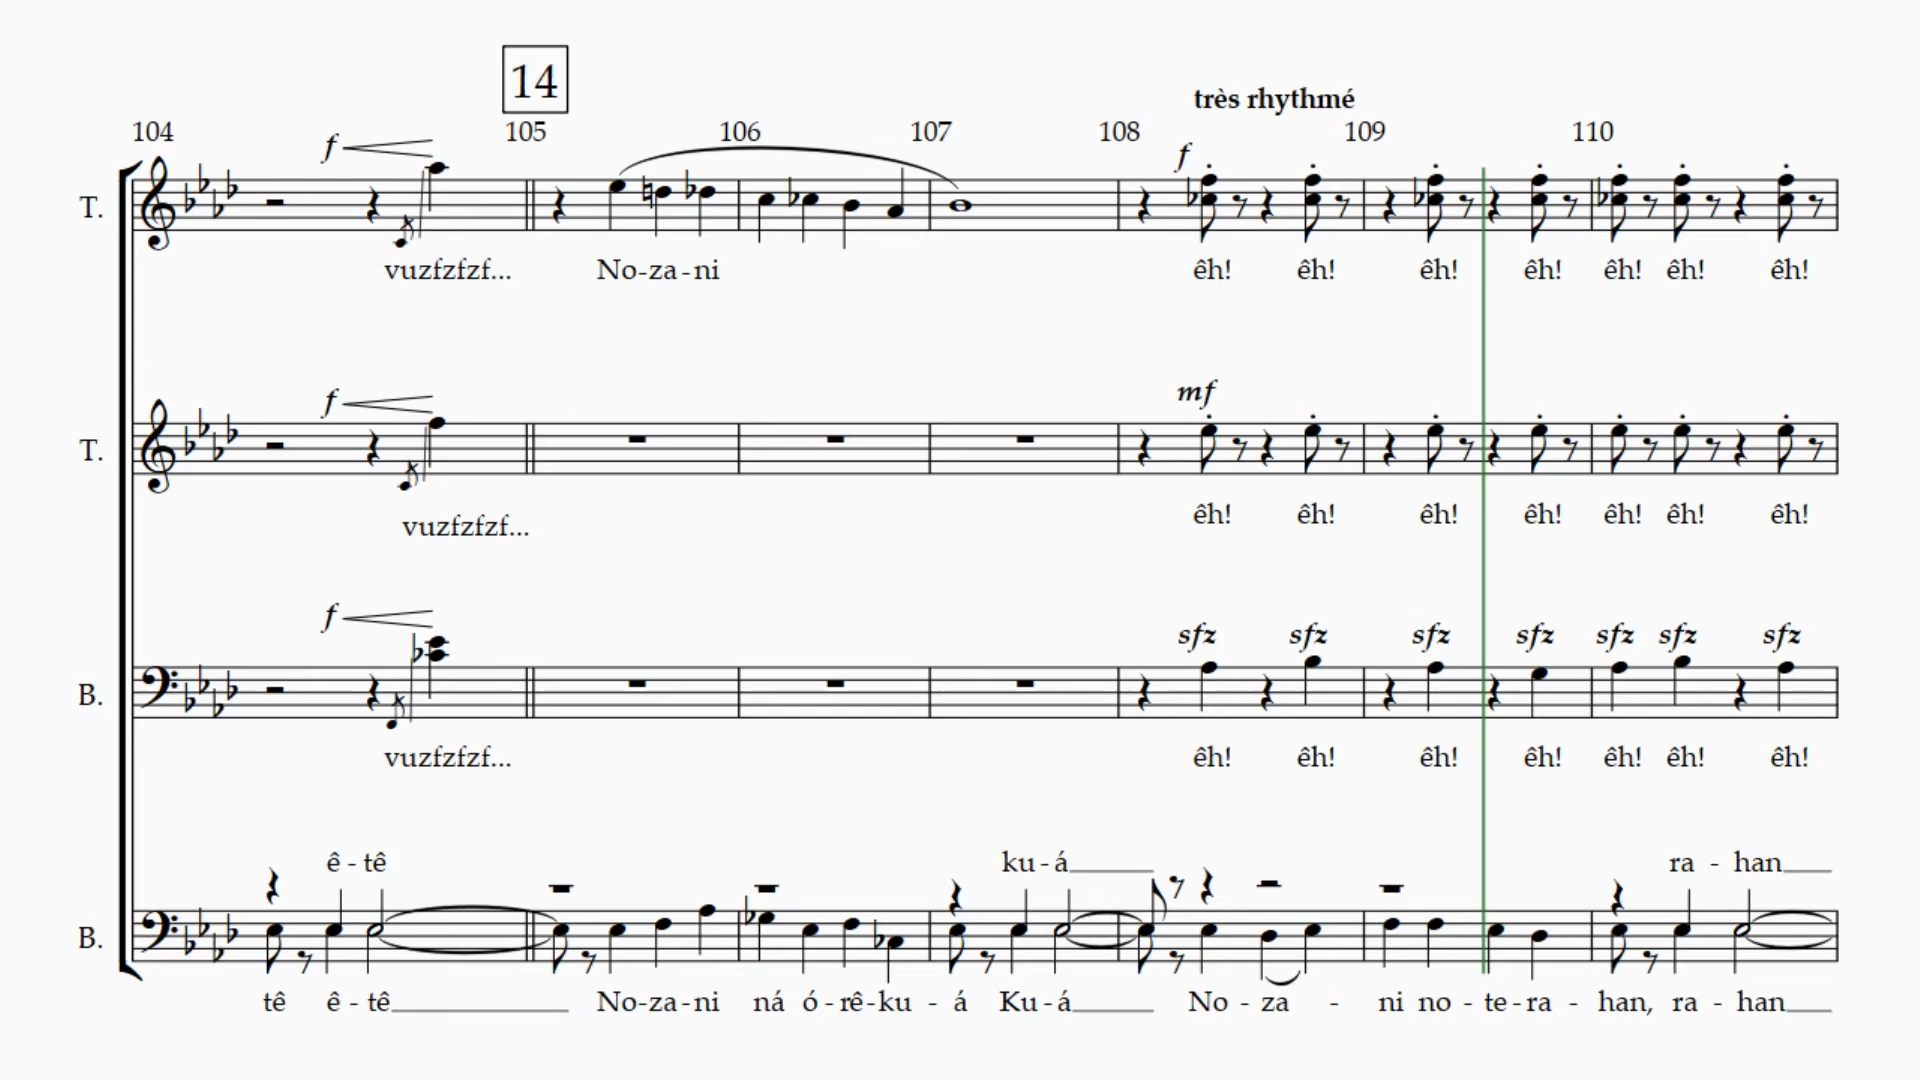 14
très rhythmé
104 105 106 107 108 109 110
f f
T.
vuzfzfzf... No-za-ni êh! êh! êh! êh! êh! êh! êh!
f mf
T.
vuzfzfzf... êh! êh! êh! êh! êh! êh! êh!
f sfz sfz sfz sfz sfz sfz sfz
B.
vuzfzfzf... êh! êh! êh! êh! êh! êh! êh!
ê - tê ku - á ra - han
B.
tê ê - tê No-za-ni ná ó-rê-ku - á Ku-á No - za - ni no - te-ra - han, ra - han